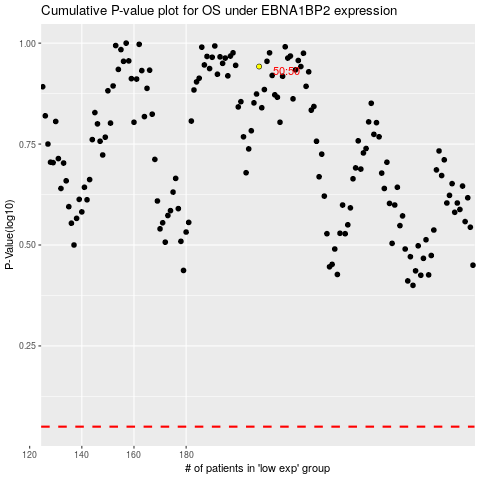 Cumulative P-value plot for OS under EBNA1BP2 expression
P-Value(log10)
1.00
0.75
0.50
0.25
50:50
120 140 160 180
# of patients in 'low exp' group